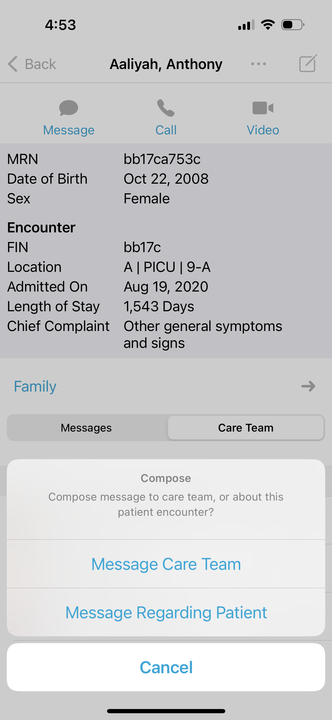 4:53
Back
Aaliyah, Anthony
Message
Call
Video
MRN bb17ca753c
Date of Birth Oct 22, 2008
Sex Female
Encounter
FIN bb17c
Location A | PICU | 9-A
Admitted On Aug 19, 2020
Length of Stay 1,543 Days
Chief Complaint Other general symptoms
and signs
Family
Messages
Care Team
Compose
Compose message to care team, or about this
patient encounter?
Message Care Team
Message Regarding Patient
Cancel